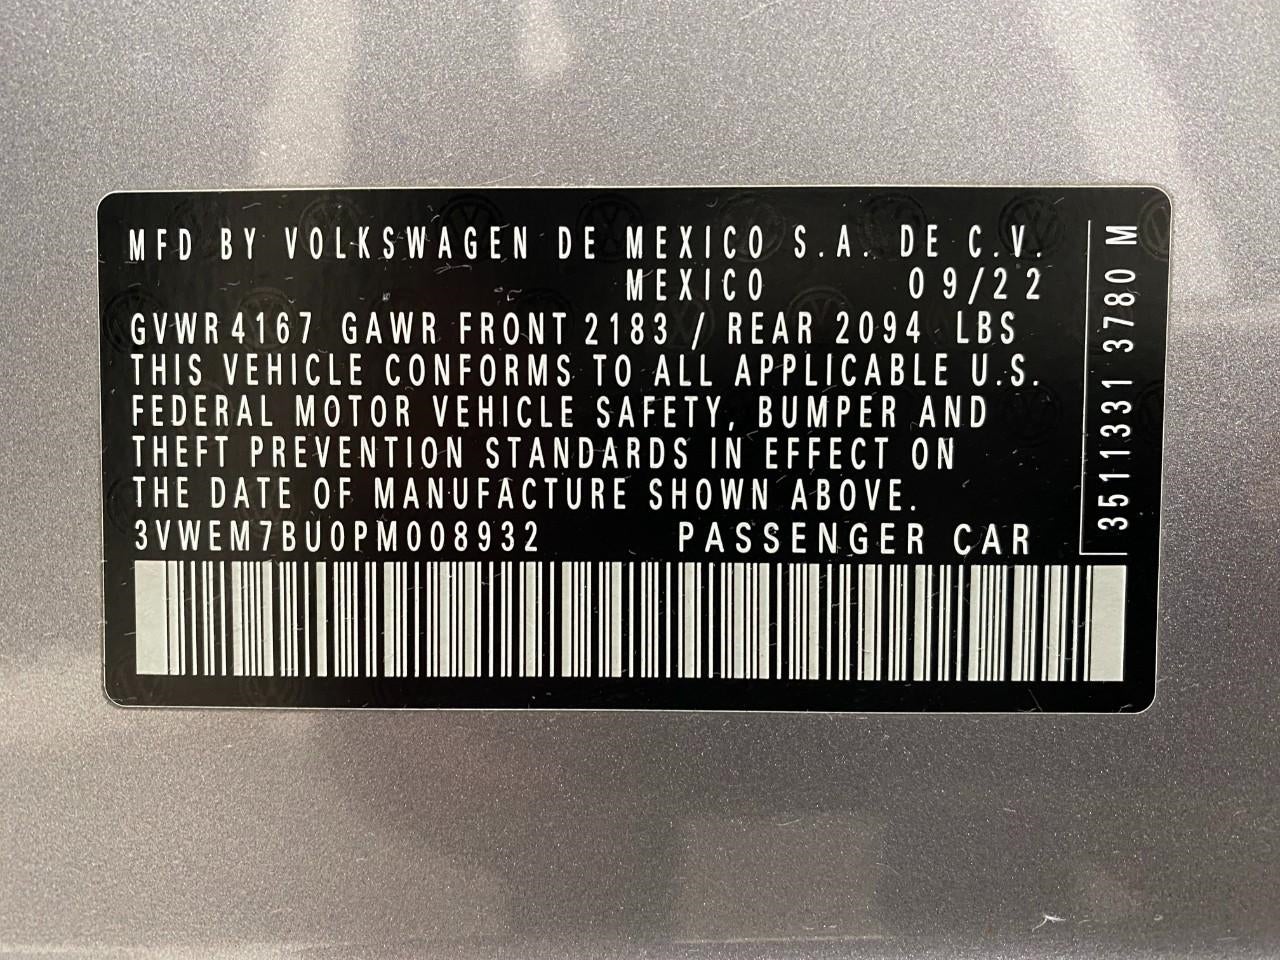 MFD BY VOLKSWAGEN DE MEXICO S.A. DE C.V.
MEXICO 09/22
GVWR 4167 GAWR FRONT 2183 / REAR 2094 LBS
THIS VEHICLE CONFORMS TO ALL APPLICABLE U.S.
FEDERAL MOTOR VEHICLE SAFETY, BUMPER AND
THEFT PREVENTION STANDARDS IN EFFECT ON
THE DATE OF MANUFACTURE SHOWN ABOVE.
3VWEM7BU0PM008932 PASSENGER CAR
3511331 3780 M